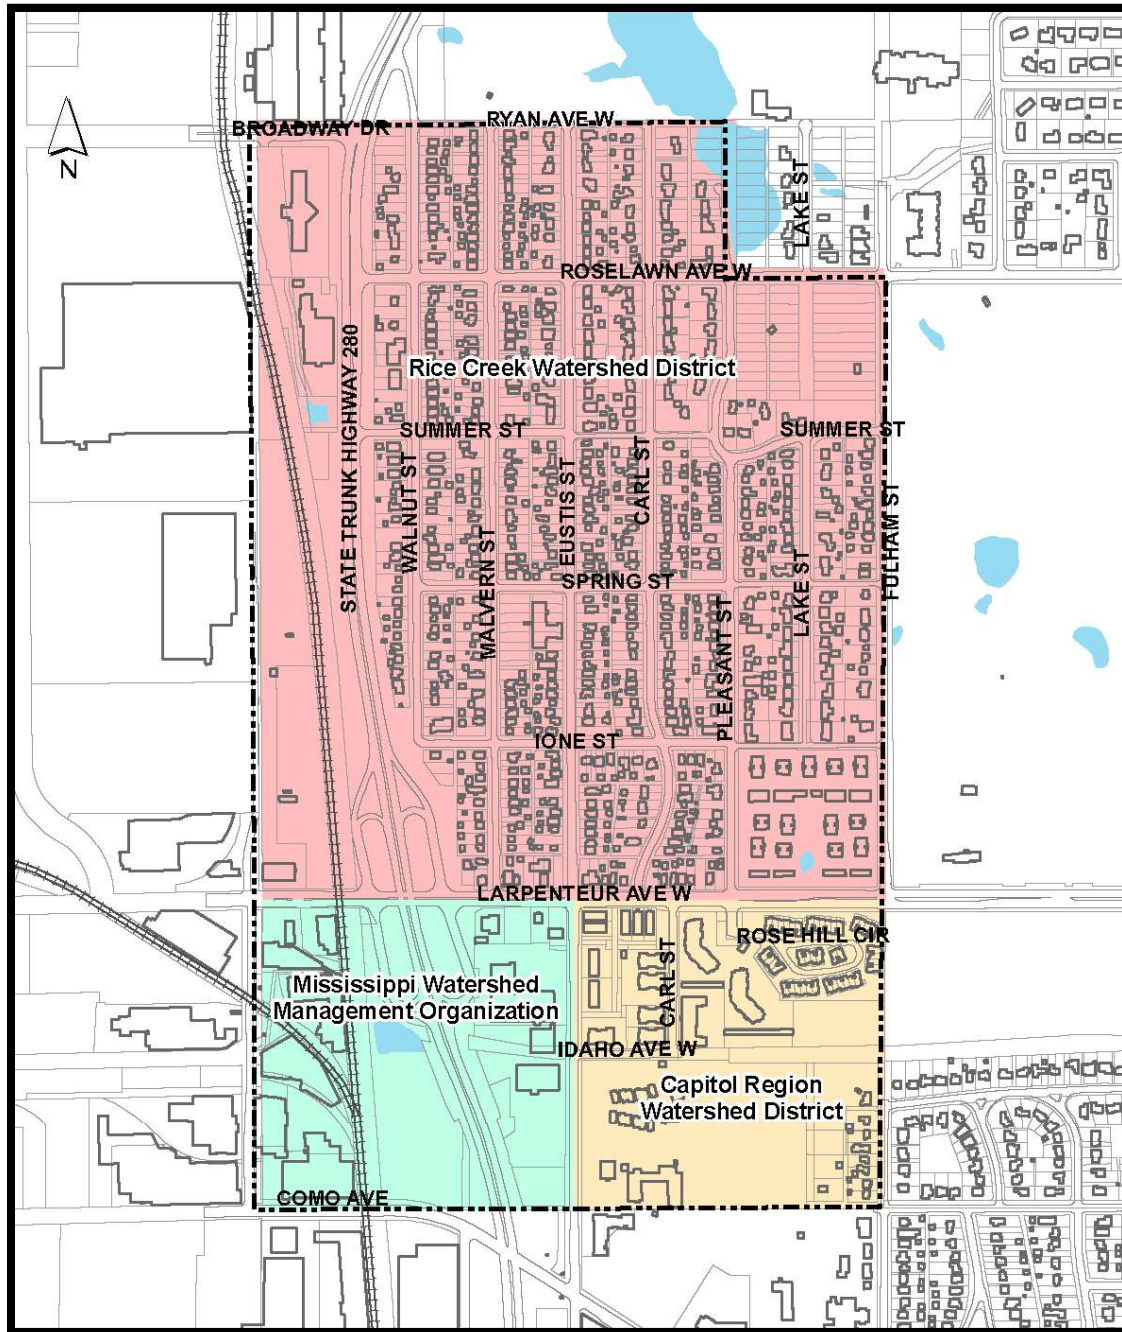 RYAN AVE W
BROADWAY DR
N
LAKE ST
ROSELAWN AVE W
STATE TRUNK HIGHWAY 280
Rice Creek Watershed District
SUMMER ST
SUMMER ST
WALNUT ST
MALVERN ST
EUSTIS ST
CARL ST
FULHAM ST
SPRING ST
LAKE ST
PLEASANT ST
IONE ST
LARPENTEUR AVE W
ROSE HILL CIR
CARL ST
Mississippi Watershed
Management Organization
IDAHO AVE W
Capitol Region
Watershed District
COMO AVE